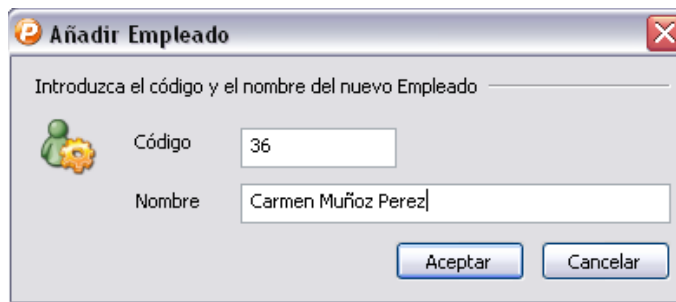 Añadir Empleado
Introduzca el código y el nombre del nuevo Empleado
Código 36
Nombre Carmen Muñoz Perez
Aceptar Cancelar